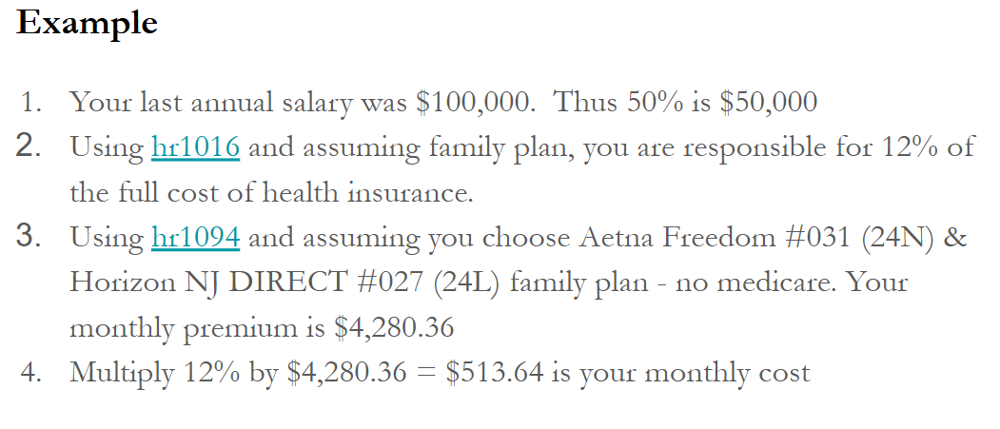 Example
1. Your last annual salary was $100,000. Thus 50% is $50,000
2. Using hr1016 and assuming family plan, you are responsible for 12% of
the full cost of health insurance.
3. Using hr1094 and assuming you choose Aetna Freedom #031 (24N) &
Horizon NJ DIRECT #027 (24L) family plan - no medicare. Your
monthly premium is $4,280.36
4. Multiply 12% by $4,280.36 = $513.64 is your monthly cost